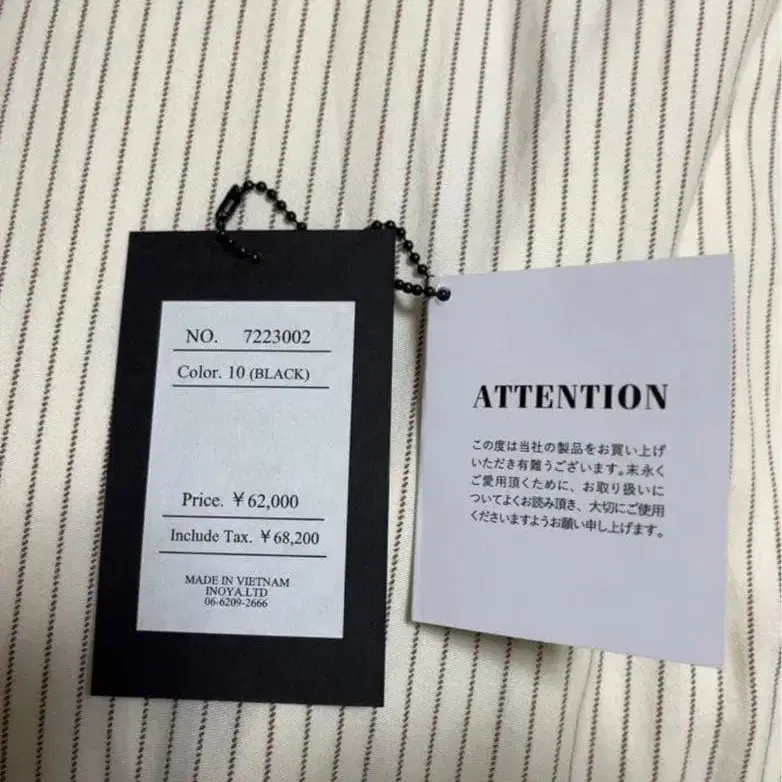 NO. 7223002
Color. 10 (BLACK)
Price. ￥62,000
Include Tax. ￥68,200
MADE IN VIETNAM
INOYA.LTD
06-6209-2666
ATTENTION
この度は当社の製品をお買い上げ
いただき有難うございます。末永く
ご愛用頂くために、お取り扱いに
ついてよくお読み頂き、大切にご使用
くださいますようお願い申し上げます。